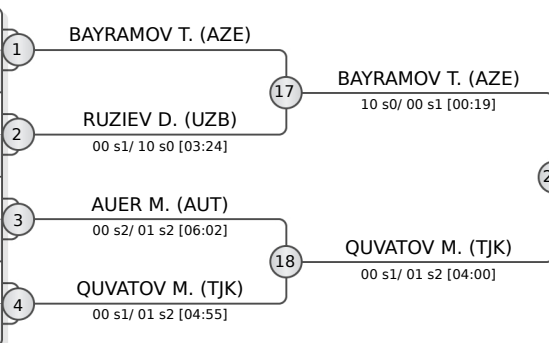 BAYRAMOV T. (AZE)
1
17
BAYRAMOV T. (AZE)
10 s0/ 00 s1 [00:19]
RUZIEV D. (UZB)
2
00 s1/ 10 s0 [03:24]
AUER M. (AUT)
3
00 s2/ 01 s2 [06:02]
18
QUVATOV M. (TJK)
00 s1/ 01 s2 [04:00]
QUVATOV M. (TJK)
4
00 s1/ 01 s2 [04:55]